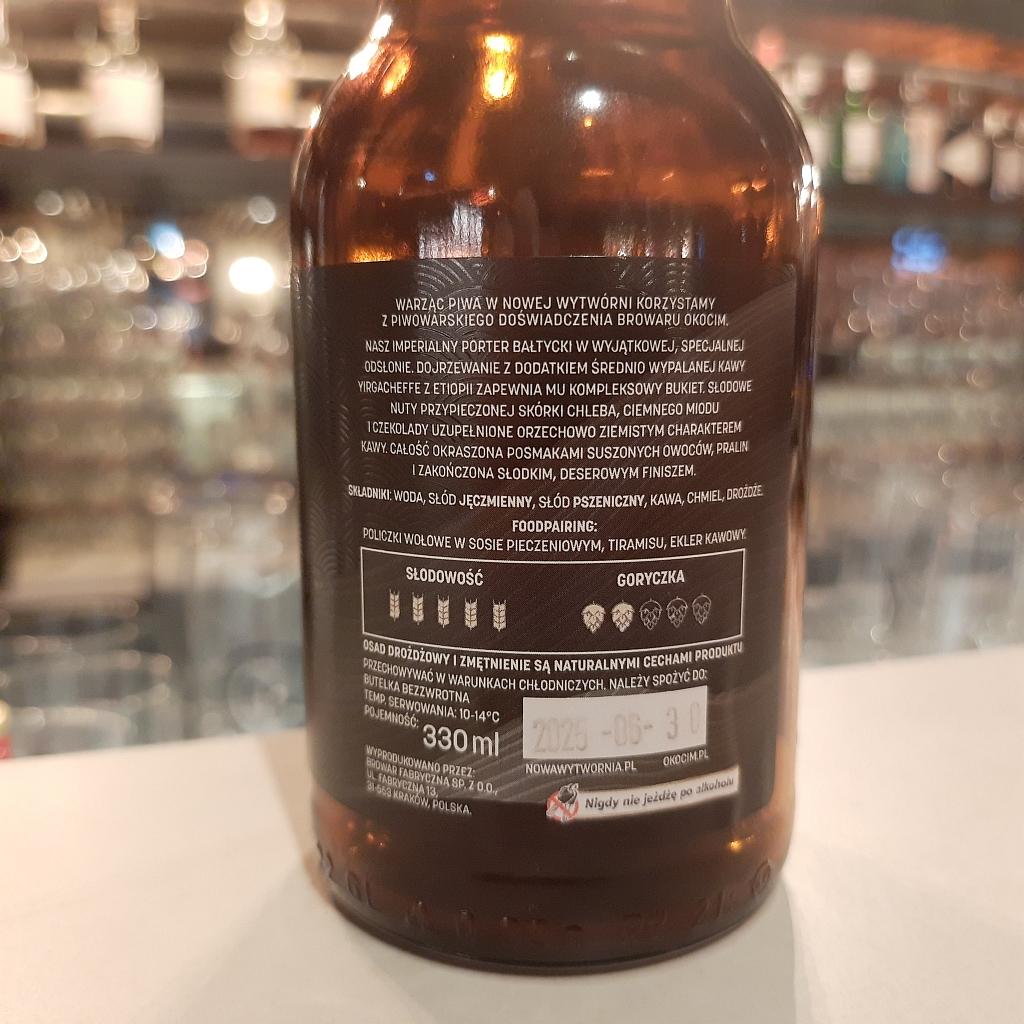 WARZĄC PIWA W NOWEJ WYTWÓRNI KORZYSTAMY
Z PIWOWARSKIEGO DOŚWIADCZENIA BROWARU OKOCIM.
NASZ IMPERIALNY PORTER BAŁTYCKI W WYJĄTKOWEJ, SPECJALNEJ
ODSŁONIE. DOJRZEWANIE Z DODATKIEM ŚREDNIO WYPALANEJ KAWY
YIRGACHEFFE Z ETIOPII ZAPEWNIA MU KOMPLEKSOWY BUKIET. SŁODOWE
NUTY PRZYPIECZONEJ SKÓRKI CHLEBA, CIEMNEGO MIODU
I CZEKOLADY UZUPEŁNIONE ORZECHOWO ZIEMISTYM CHARAKTEREM
KAWY. CAŁOŚĆ OKRASZONA POSMAKAMI SUSZONYCH OWOCÓW, PRALIN
I ZAKOŃCZONA SŁODKIM, DESEROWYM FINISZEM.
SKŁADNIKI: WODA, SŁÓD JĘCZMIENNY, SŁÓD PSZENICZNY, KAWA, CHMIEL, DROŻDŻE.
FOODPAIRING:
POLICZKI WOŁOWE W SOSIE PIECZENIOWYM, TIRAMISU, EKLER KAWOWY.
SŁODOWOŚĆ GORYCZKA
OSAD DROŻDŻOWY I ZMĘTNIENIE SĄ NATURALNYMI CECHAMI PRODUKTU
PRZECHOWYWAĆ W WARUNKACH CHŁODNICZYCH. NALEŻY SPOŻYĆ DO:
BUTELKA BEZZWROTNA
TEMP. SERWOWANIA: 10-14°C
POJEMNOŚĆ: 330 ml
2025 -06- 3 0
NOWAWYTWORNIA.PL OKOCIM.PL
WYPRODUKOWANO PRZEZ:
BROWAR FABRYCZNA SP. Z O.O.,
UL. FABRYCZNA 13,
31-553 KRAKÓW, POLSKA.
Nigdy nie jeżdżę po alkoholu